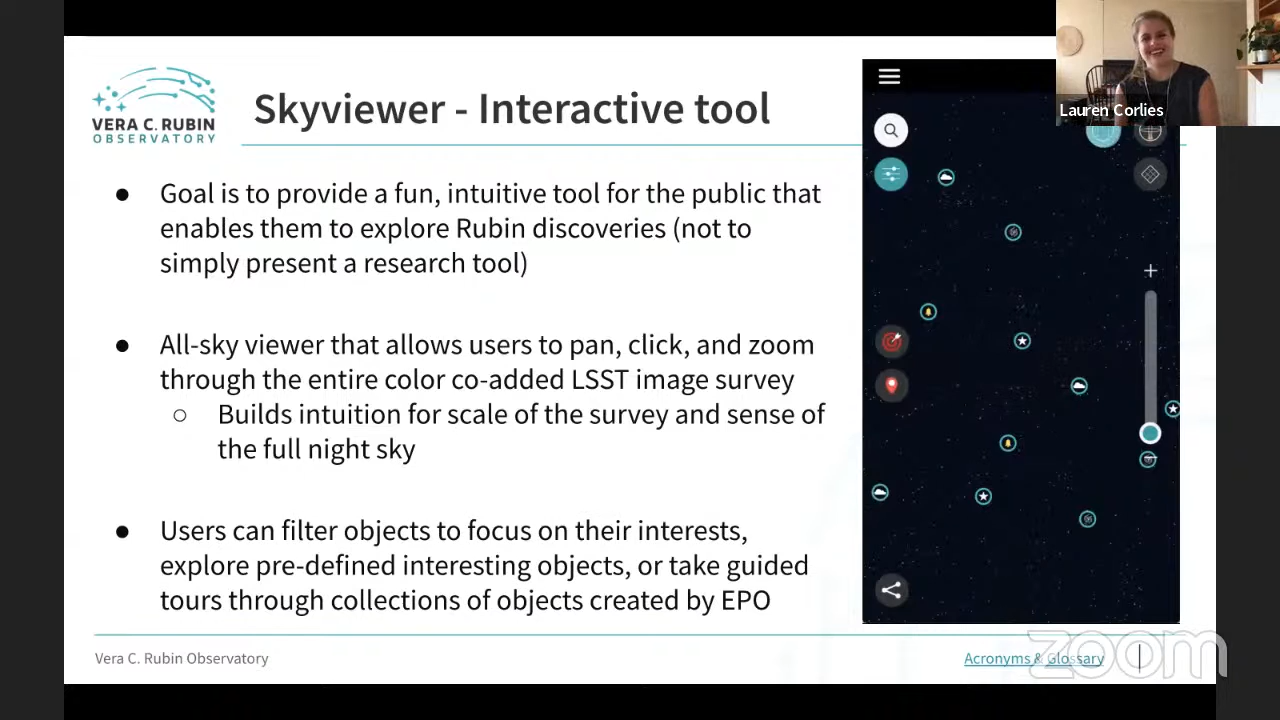 Lauren Corlies
VERA C. RUBIN
OBSERVATORY
Skyviewer - Interactive tool
● Goal is to provide a fun, intuitive tool for the public that
enables them to explore Rubin discoveries (not to
simply present a research tool)
● All-sky viewer that allows users to pan, click, and zoom
through the entire color co-added LSST image survey
○ Builds intuition for scale of the survey and sense of
the full night sky
● Users can filter objects to focus on their interests,
explore pre-defined interesting objects, or take guided
tours through collections of objects created by EPO
Vera C. Rubin Observatory
Acronyms & Glossary
zoom